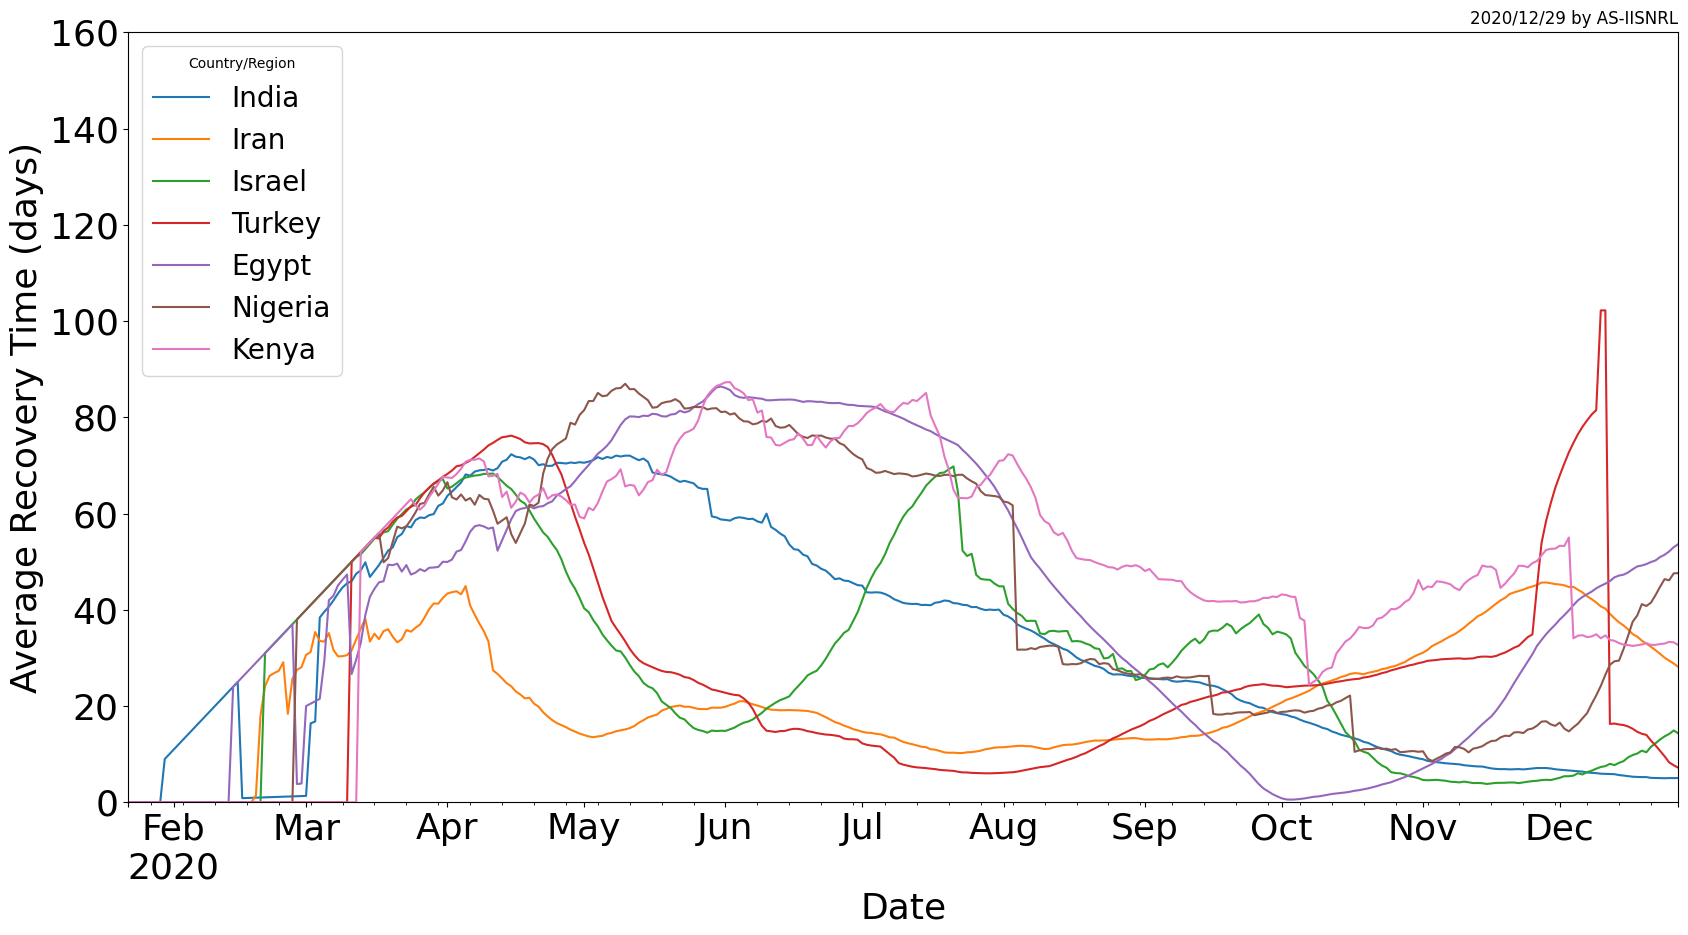 2020/12/29 by AS-IISNRL
160
140
120
100
80
60
40
20
0
Average Recovery Time (days)
Country/Region
India
Iran
Israel
Turkey
Egypt
Nigeria
Kenya
Feb Mar Apr May Jun Jul Aug Sep Oct Nov Dec
2020
Date